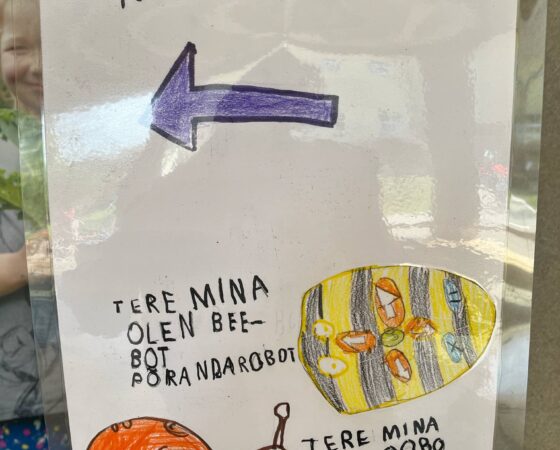 TERE MINA
OLEN BEE-
BOT
PÕRANDAROBOT
TERE MINA